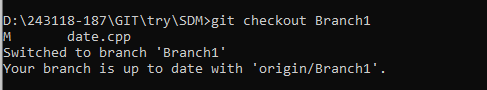 D:\243118-187\GIT\try\SDM>git checkout Branch1
M       date.cpp
Switched to branch 'Branch1'
Your branch is up to date with 'origin/Branch1'.